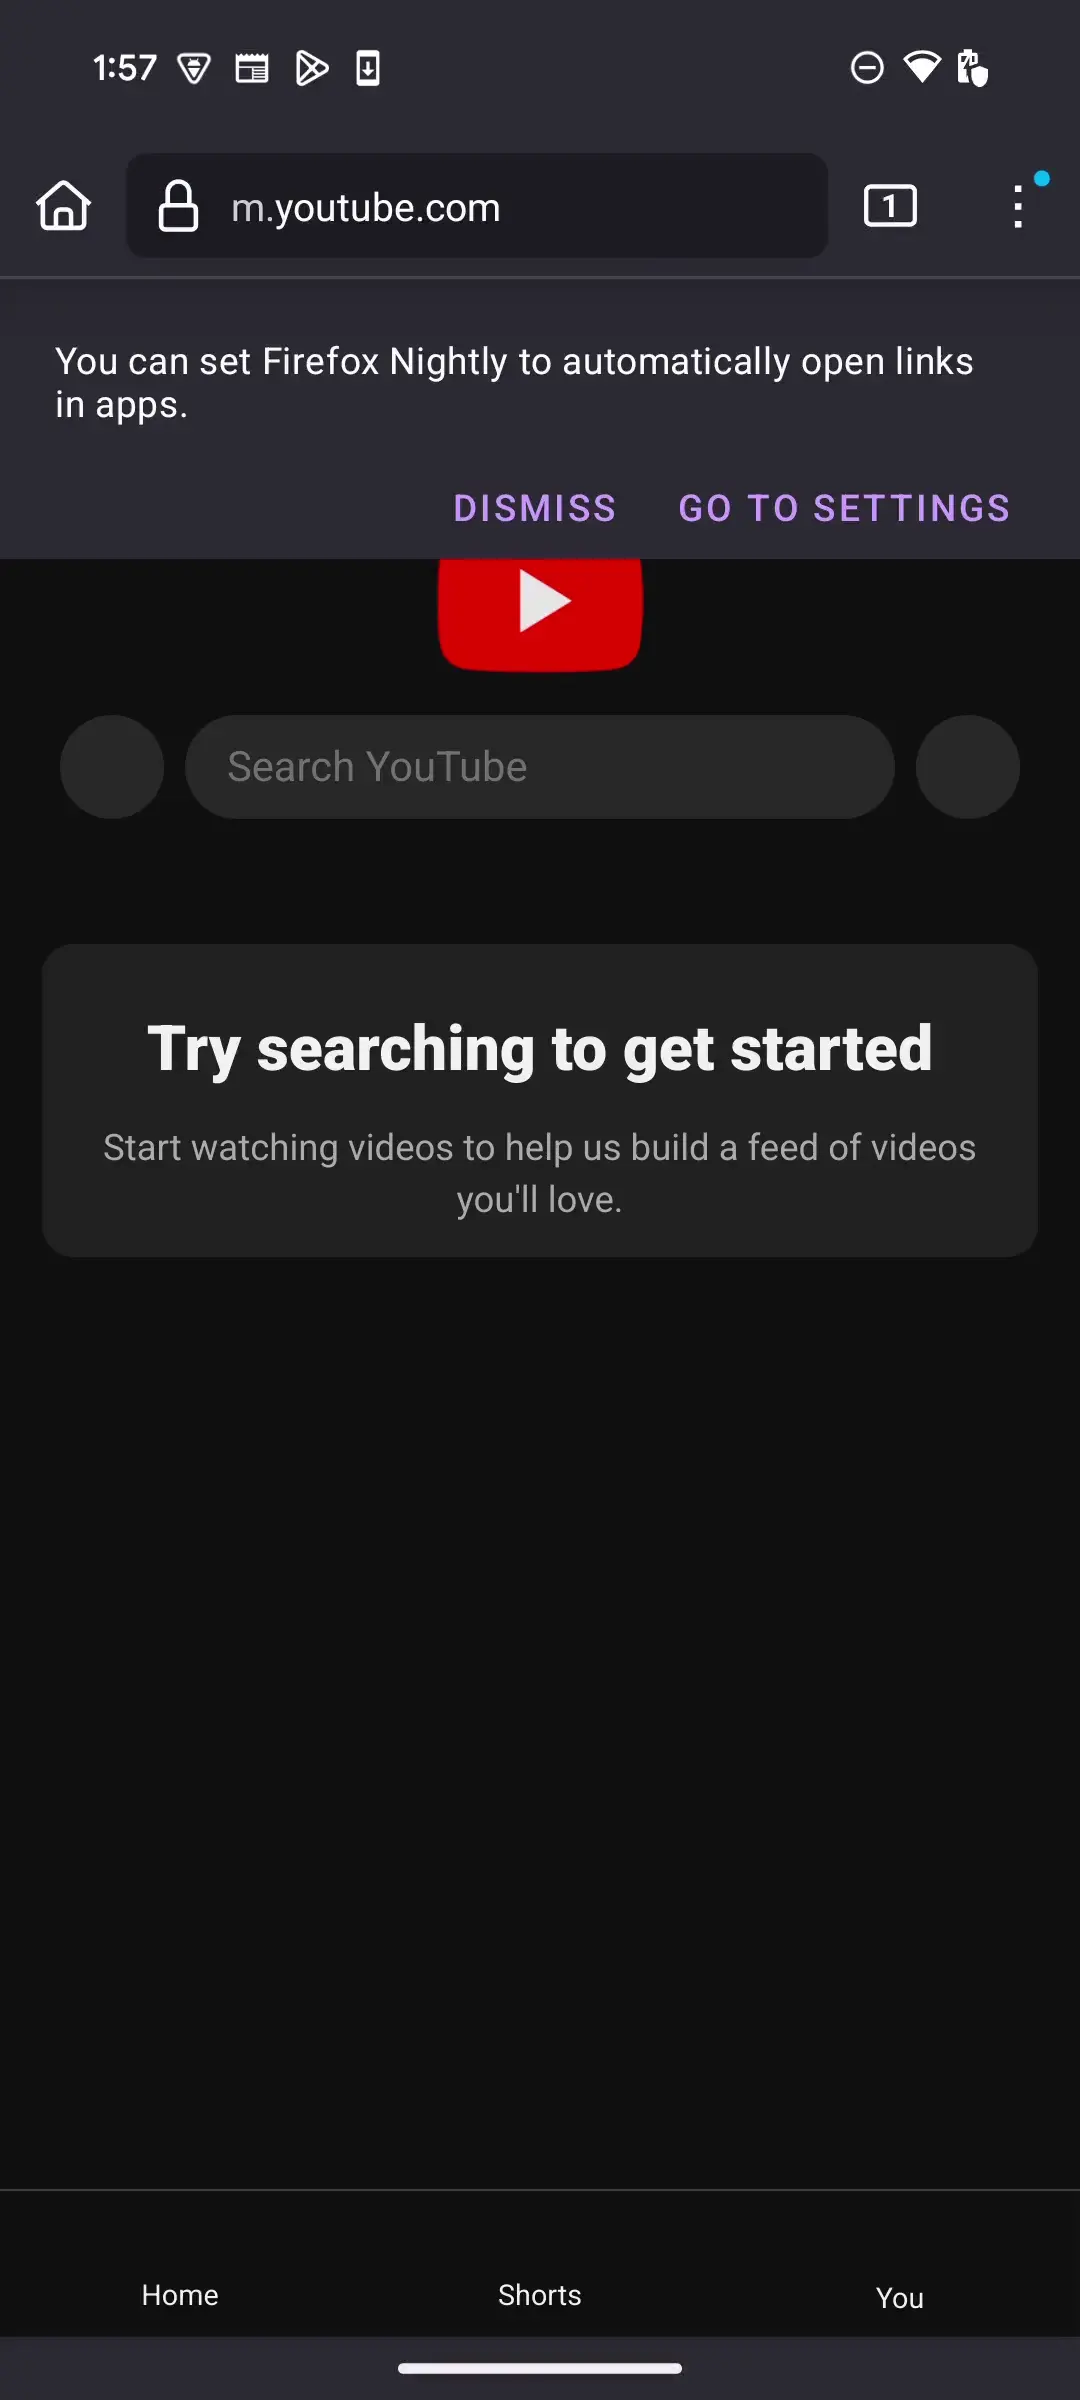 1:57
m.youtube.com
1
You can set Firefox Nightly to automatically open links
in apps.
DISMISS GO TO SETTINGS
Search YouTube
Try searching to get started
Start watching videos to help us build a feed of videos
you'll love.
Home Shorts You